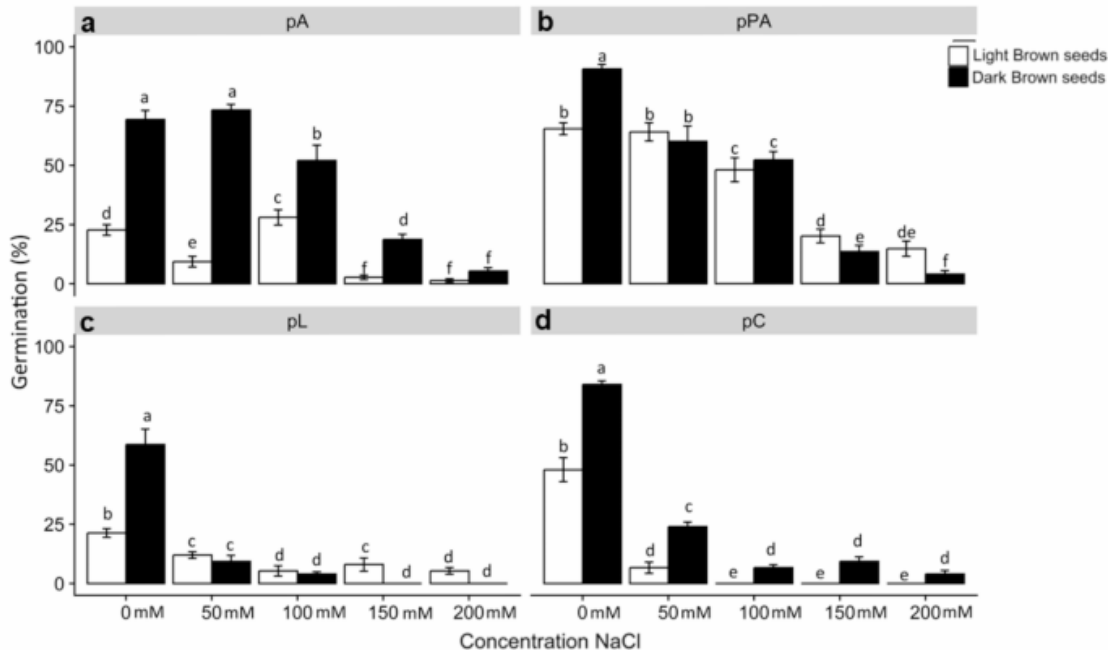 a pA
b pPA
Light Brown seeds
Dark Brown seeds
100
75
50
25
0
a
a
b
c
d
d
e
f
f
f
a
b
b
b
c
c
d
e
de
f
Germination (%)
c pL
d pC
100
75
50
25
0
a
b
c
c
d
d
c
d
d
d
a
b
c
d
e
d
e
d
e
d
0 mM 50 mM 100 mM 150 mM 200 mM
0 mM 50 mM 100 mM 150 mM 200 mM
Concentration NaCl